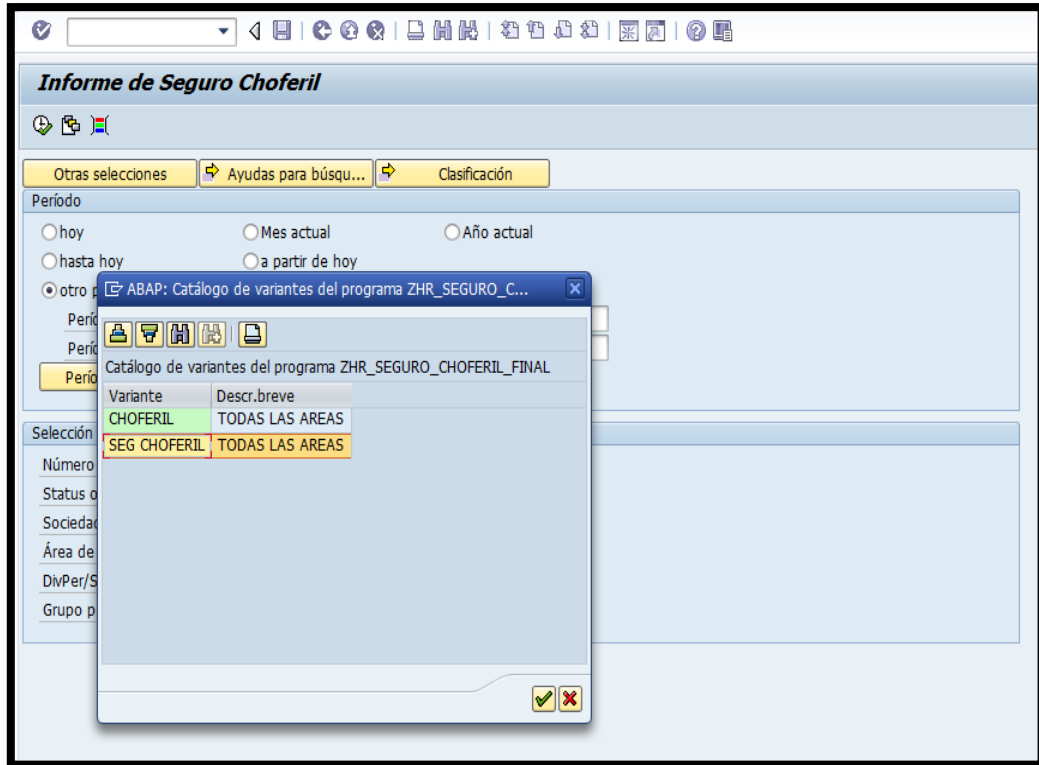 Informe de Seguro Choferil
Otras selecciones Ayudas para búsqu... Clasificación
Período
hoy Mes actual Año actual
hasta hoy a partir de hoy
otro p
Períc
Períc
Perío
ABAP: Catálogo de variantes del programa ZHR_SEGURO_C...
Catálogo de variantes del programa ZHR_SEGURO_CHOFERIL_FINAL
Variante Descr.breve
CHOFERIL TODAS LAS AREAS
SEG CHOFERIL TODAS LAS AREAS
Selección
Número
Status o
Sociedad
Área de
DivPer/S
Grupo p